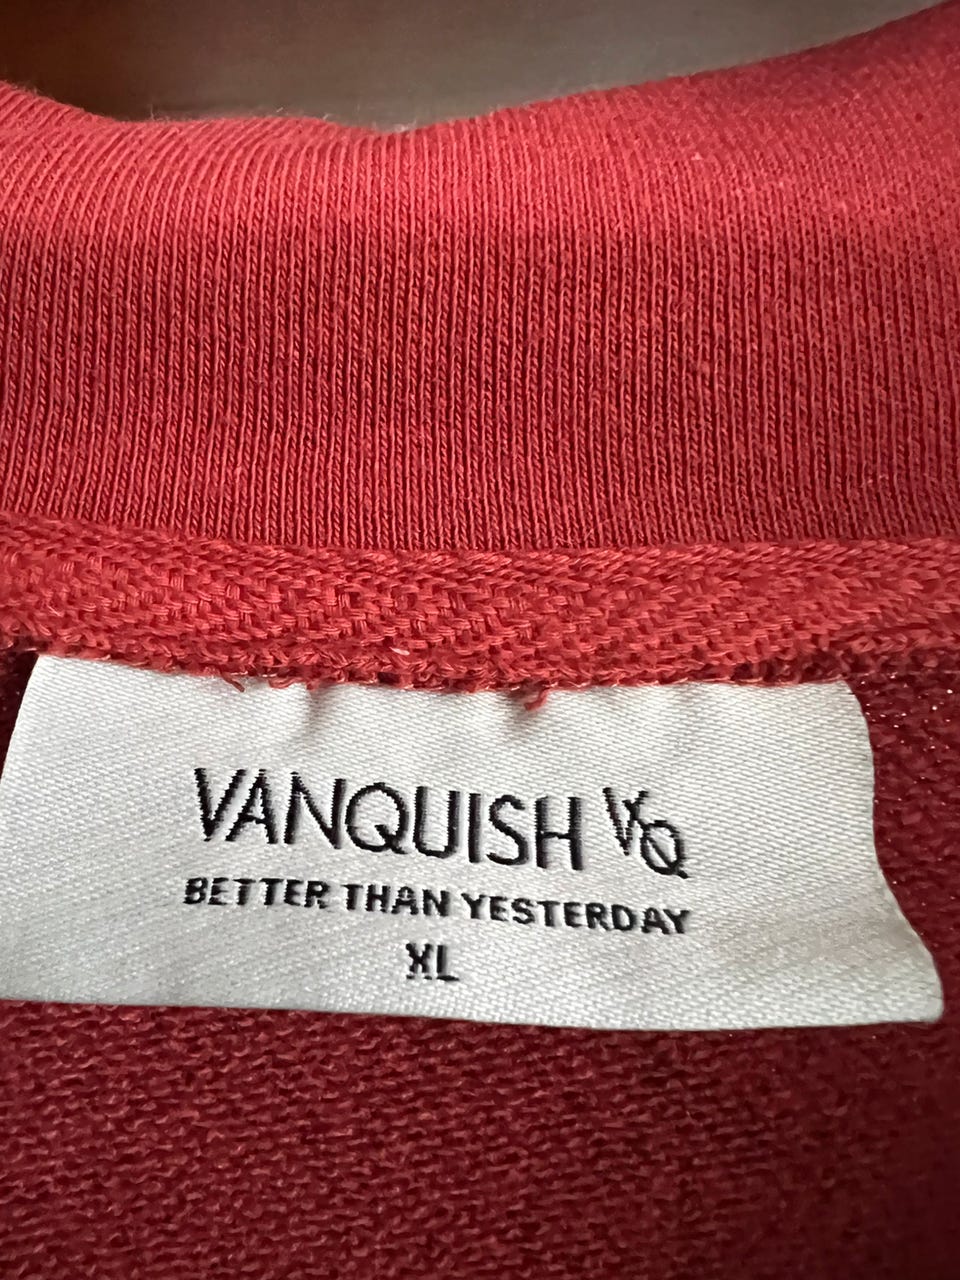 VANQUISH VQ
BETTER THAN YESTERDAY
XL